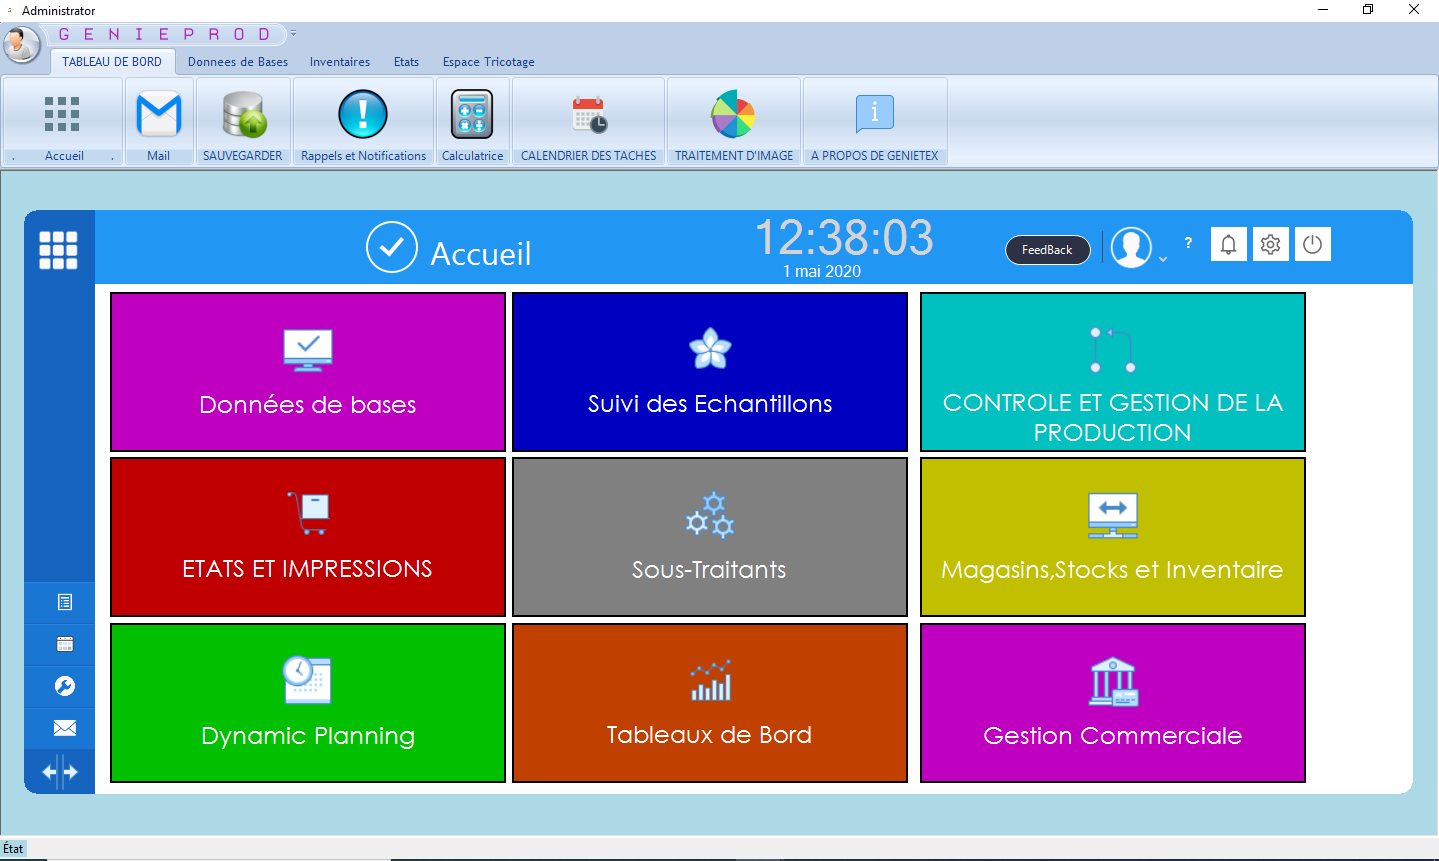 Administrator
G E N I E P R O D
TABLEAU DE BORD Donnees de Bases Inventaires Etats Espace Tricotage
. Accueil . Mail SAUVEGARDER Rappels et Notifications Calculatrice CALENDRIER DES TACHES TRAITEMENT D'IMAGE A PROPOS DE GENIETEX
Accueil
12:38:03
1 mai 2020
FeedBack
?
Données de bases
Suivi des Echantillons
CONTROLE ET GESTION DE LA
PRODUCTION
ETATS ET IMPRESSIONS
Sous-Traitants
Magasins,Stocks et Inventaire
Dynamic Planning
Tableaux de Bord
Gestion Commerciale
État